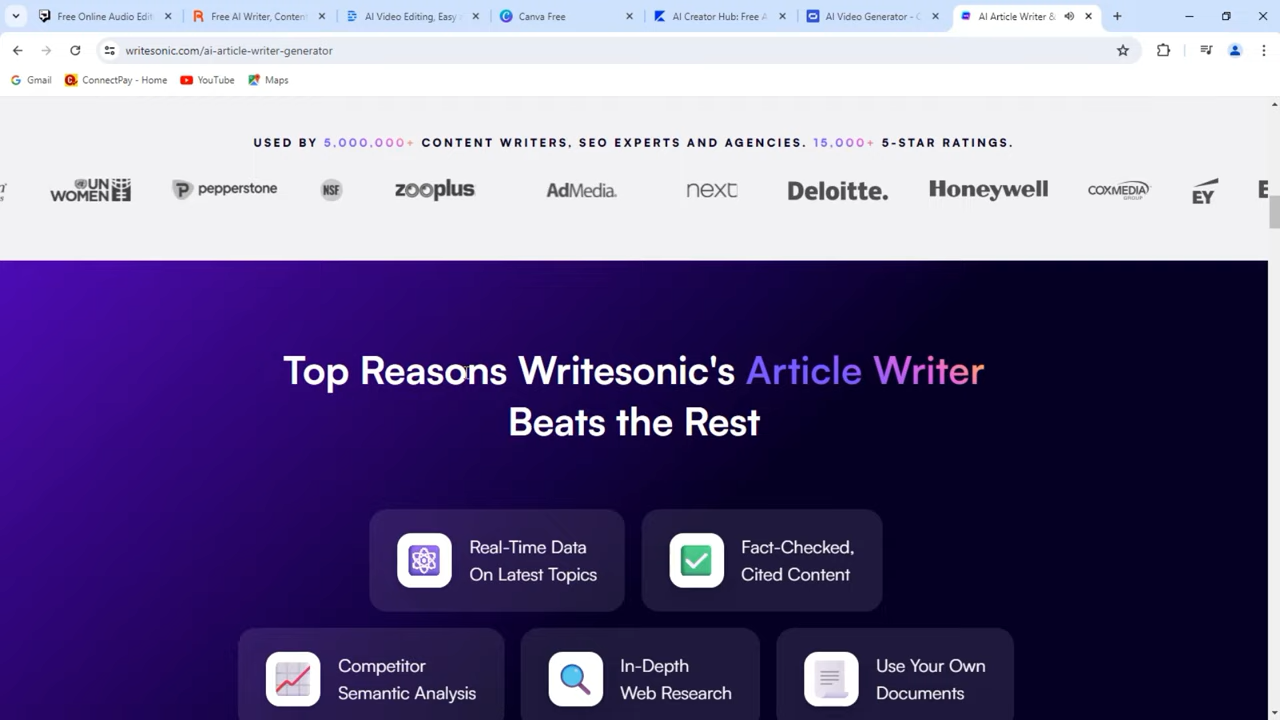 Free Online Audio Edit
Free AI Writer, Conten
AI Video Editing, Easy
Canva Free
AI Creator Hub: Free A
AI Video Generator -
AI Article Writer &
writesonic.com/ai-article-writer-generator
Gmail
ConnectPay - Home
YouTube
Maps
USED BY 5,000,000+ CONTENT WRITERS, SEO EXPERTS AND AGENCIES. 15,000+ 5-STAR RATINGS.
UN WOMEN pepperstone NSF zooplus AdMedia. next Deloitte. Honeywell COXMEDIA GROUP EY
Top Reasons Writesonic's Article Writer
Beats the Rest
Real-Time Data
On Latest Topics
Fact-Checked,
Cited Content
Competitor
Semantic Analysis
In-Depth
Web Research
Use Your Own
Documents